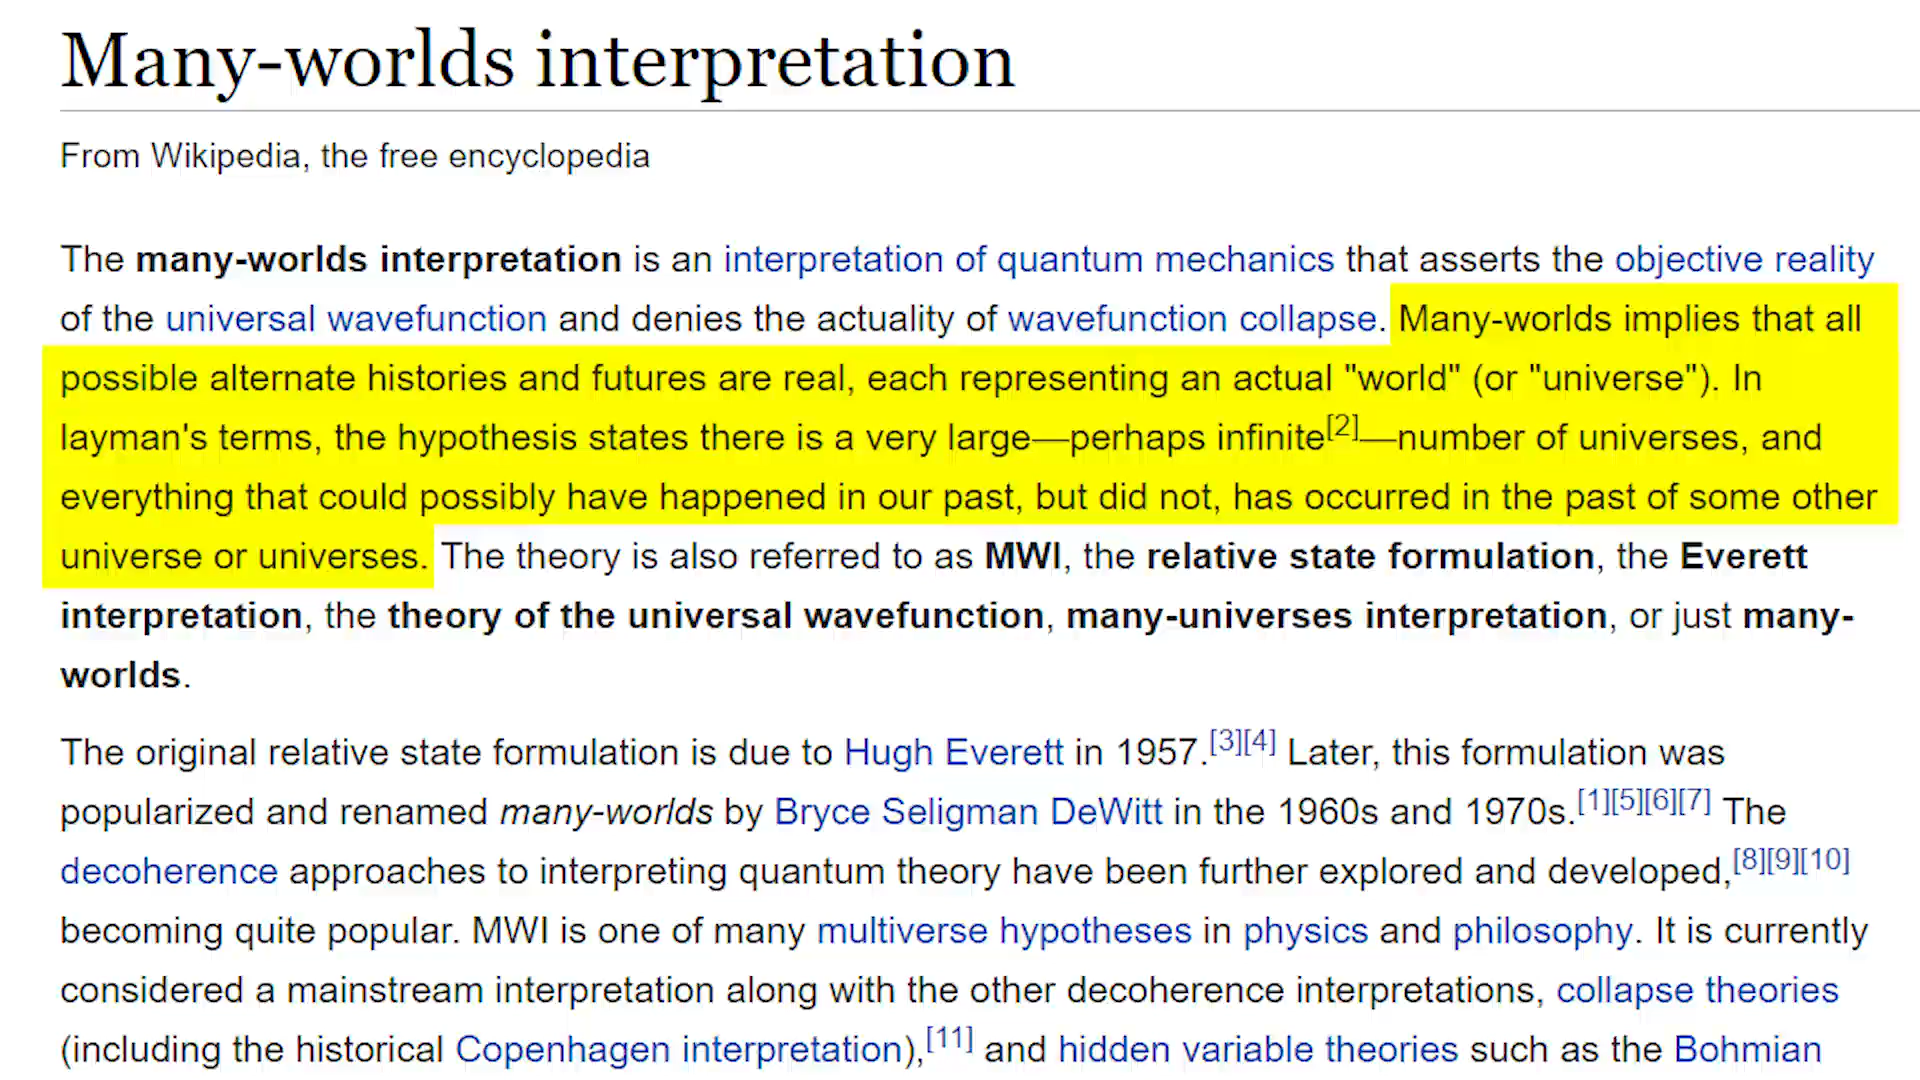 Many-worlds interpretation
From Wikipedia, the free encyclopedia
The many-worlds interpretation is an interpretation of quantum mechanics that asserts the objective reality
of the universal wavefunction and denies the actuality of wavefunction collapse. Many-worlds implies that all
possible alternate histories and futures are real, each representing an actual "world" (or "universe"). In
layman's terms, the hypothesis states there is a very large—perhaps infinite[2]—number of universes, and
everything that could possibly have happened in our past, but did not, has occurred in the past of some other
universe or universes. The theory is also referred to as MWI, the relative state formulation, the Everett
interpretation, the theory of the universal wavefunction, many-universes interpretation, or just many-
worlds.
The original relative state formulation is due to Hugh Everett in 1957.[3][4] Later, this formulation was
popularized and renamed many-worlds by Bryce Seligman DeWitt in the 1960s and 1970s.[1][5][6][7] The
decoherence approaches to interpreting quantum theory have been further explored and developed,[8][9][10]
becoming quite popular. MWI is one of many multiverse hypotheses in physics and philosophy. It is currently
considered a mainstream interpretation along with the other decoherence interpretations, collapse theories
(including the historical Copenhagen interpretation),[11] and hidden variable theories such as the Bohmian